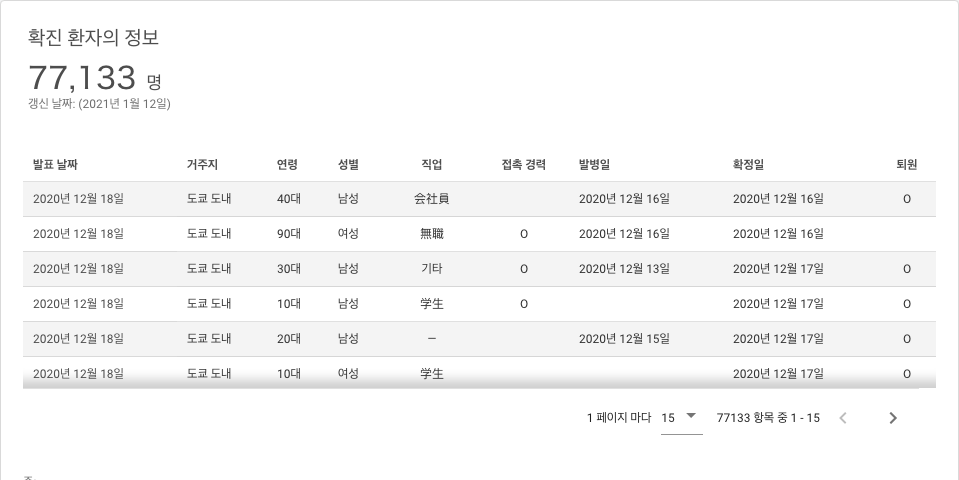 확진 환자의 정보
77,133 명
갱신 날짜: (2021년 1월 12일)
발표 날짜 거주지 연령 성별 직업 접촉 경력 발병일 확정일 퇴원
2020년 12월 18일 도쿄 도내 40대 남성 会社員 2020년 12월 16일 2020년 12월 16일 O
2020년 12월 18일 도쿄 도내 90대 여성 無職 O 2020년 12월 16일 2020년 12월 16일
2020년 12월 18일 도쿄 도내 30대 남성 기타 O 2020년 12월 13일 2020년 12월 17일 O
2020년 12월 18일 도쿄 도내 10대 남성 学生 O 2020년 12월 17일 O
2020년 12월 18일 도쿄 도내 20대 남성 － 2020년 12월 15일 2020년 12월 17일 O
2020년 12월 18일 도쿄 도내 10대 여성 学生 2020년 12월 17일 O
1 페이지 마다 15 77133 항목 중 1 - 15